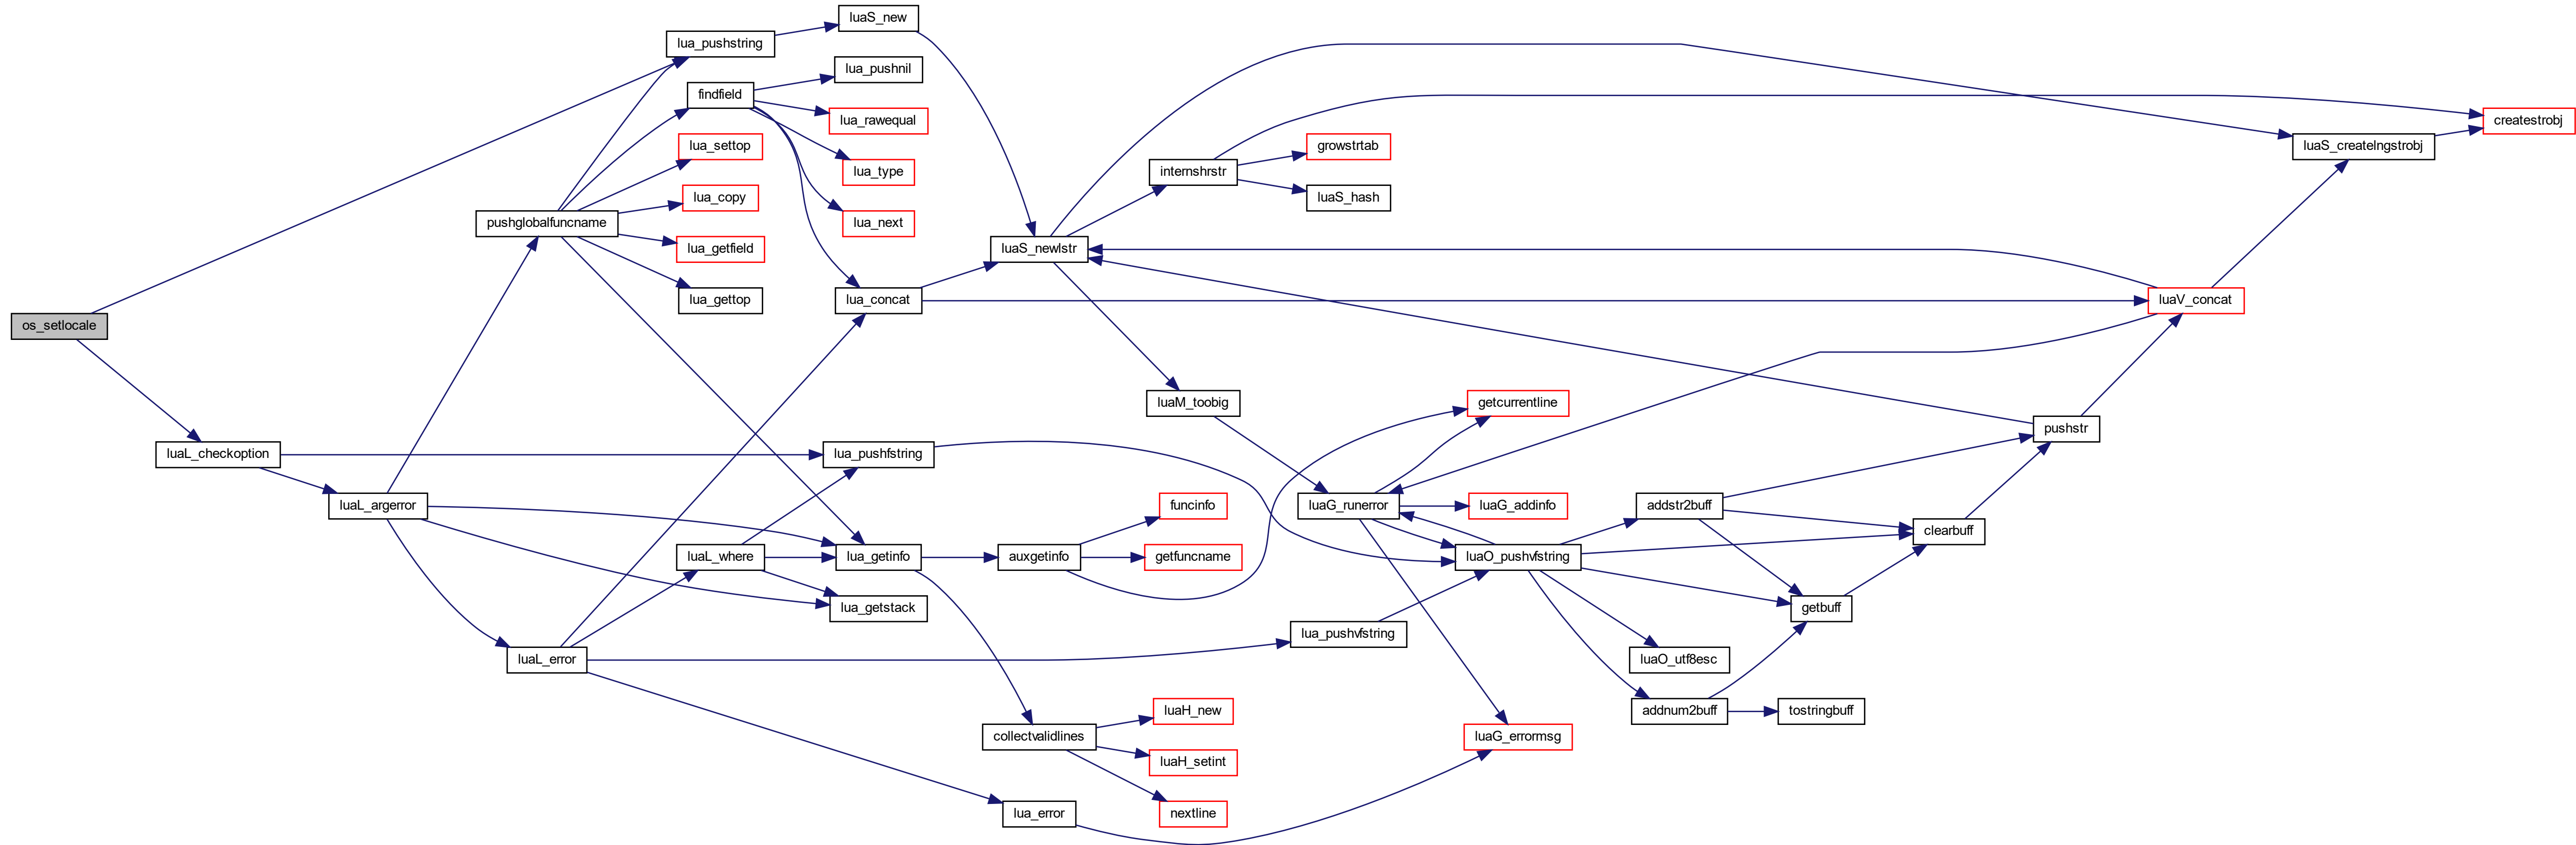 os_setlocale
lua_pushstring
luaS_new
findfield
lua_pushnil
lua_rawequal
lua_settop
lua_type
lua_copy
lua_next
pushglobalfuncname
lua_getfield
lua_gettop
lua_concat
luaS_newlstr
internshrstr
growstrtab
luaS_hash
luaS_createlngstrobj
createstrobj
luaV_concat
luaL_checkoption
luaL_argerror
lua_pushfstring
luaL_where
lua_getinfo
lua_getstack
luaL_error
auxgetinfo
funcinfo
getfuncname
luaM_toobig
getcurrentline
luaG_runerror
luaG_addinfo
luaO_pushvfstring
lua_pushvfstring
addstr2buff
clearbuff
pushstr
getbuff
luaO_utf8esc
addnum2buff
tostringbuff
luaG_errormsg
collectvalidlines
luaH_new
luaH_setint
nextline
lua_error